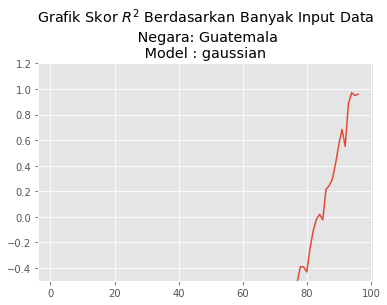 Grafik Skor $R^2$ Berdasarkan Banyak Input Data
Negara: Guatemala
Model : gaussian
1.2
1.0
0.8
0.6
0.4
0.2
0.0
−0.2
−0.4
0 20 40 60 80 100